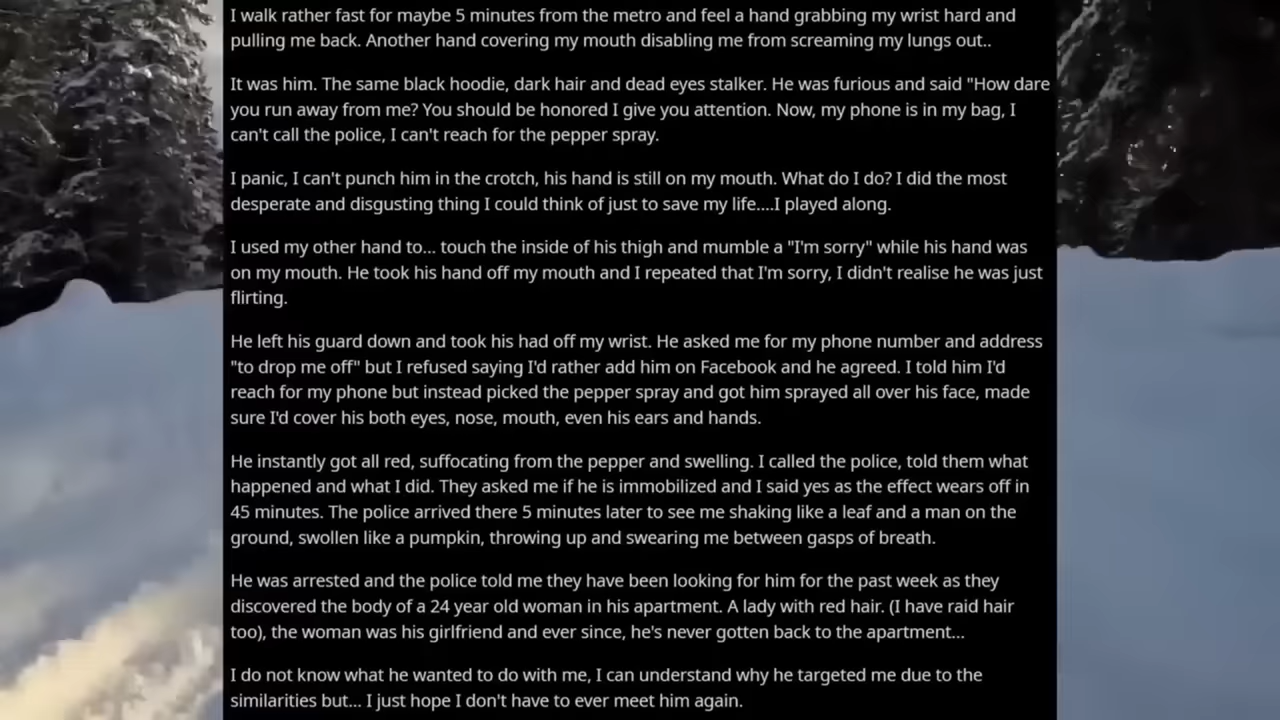 I walk rather fast for maybe 5 minutes from the metro and feel a hand grabbing my wrist hard and
pulling me back. Another hand covering my mouth disabling me from screaming my lungs out..
It was him. The same black hoodie, dark hair and dead eyes stalker. He was furious and said "How dare
you run away from me? You should be honored I give you attention. Now, my phone is in my bag, I
can't call the police, I can't reach for the pepper spray.
I panic, I can't punch him in the crotch, his hand is still on my mouth. What do I do? I did the most
desperate and disgusting thing I could think of just to save my life....I played along.
I used my other hand to... touch the inside of his thigh and mumble a "I'm sorry" while his hand was
on my mouth. He took his hand off my mouth and I repeated that I'm sorry, I didn't realise he was just
flirting.
He left his guard down and took his had off my wrist. He asked me for my phone number and address
"to drop me off" but I refused saying I'd rather add him on Facebook and he agreed. I told him I'd
reach for my phone but instead picked the pepper spray and got him sprayed all over his face, made
sure I'd cover his both eyes, nose, mouth, even his ears and hands.
He instantly got all red, suffocating from the pepper and swelling. I called the police, told them what
happened and what I did. They asked me if he is immobilized and I said yes as the effect wears off in
45 minutes. The police arrived there 5 minutes later to see me shaking like a leaf and a man on the
ground, swollen like a pumpkin, throwing up and swearing me between gasps of breath.
He was arrested and the police told me they have been looking for him for the past week as they
discovered the body of a 24 year old woman in his apartment. A lady with red hair. (I have raid hair
too), the woman was his girlfriend and ever since, he's never gotten back to the apartment...
I do not know what he wanted to do with me, I can understand why he targeted me due to the
similarities but... I just hope I don't have to ever meet him again.